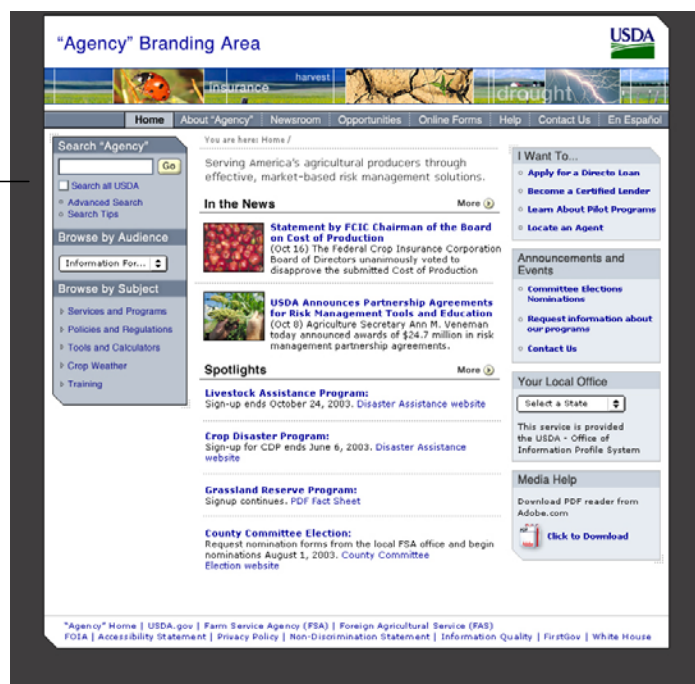 “Agency” Branding Area
USDA
insurance
harvest
drought
Home
About "Agency"
Newsroom
Opportunities
Online Forms
Help
Contact Us
En Español
Search "Agency"
Go
Search all USDA
Advanced Search
Search Tips
Browse by Audience
Information For...
Browse by Subject
Services and Programs
Policies and Regulations
Tools and Calculators
Crop Weather
Training
You are here: Home /
Serving America's agricultural producers through
effective, market-based risk management solutions.
In the News
More
Statement by FCIC Chairman of the Board
on Cost of Production
(Oct 16) The Federal Crop Insurance Corporation
Board of Directors unanimously voted to
disapprove the submitted Cost of Production
USDA Announces Partnership Agreements
for Risk Management Tools and Education
(Oct 8) Agriculture Secretary Ann M. Veneman
today announced awards of $24.7 million in risk
management partnership agreements.
Spotlights
More
Livestock Assistance Program:
Sign-up ends October 24, 2003. Disaster Assistance website
Crop Disaster Program:
Sign-up for CDP ends June 6, 2003. Disaster Assistance
website
Grassland Reserve Program:
Signup continues. PDF Fact Sheet
County Committee Election:
Request nomination forms from the local FSA office and begin
nominations August 1, 2003. County Committee
Election website
I Want To...
Apply for a Directo Loan
Become a Certified Lender
Learn About Pilot Programs
Locate an Agent
Announcements and
Events
Committee Elections
Nominations
Request information about
our programs
Contact Us
Your Local Office
Select a State
This service is provided
the USDA - Office of
Information Profile System
Media Help
Download PDF reader from
Adobe.com
Click to Download
"Agency" Home | USDA.gov | Farm Service Agency (FSA) | Foreign Agricultural Service (FAS)
FOIA | Accessibility Statement | Privacy Policy | Non-Discrimination Statement | Information Quality | FirstGov | White House